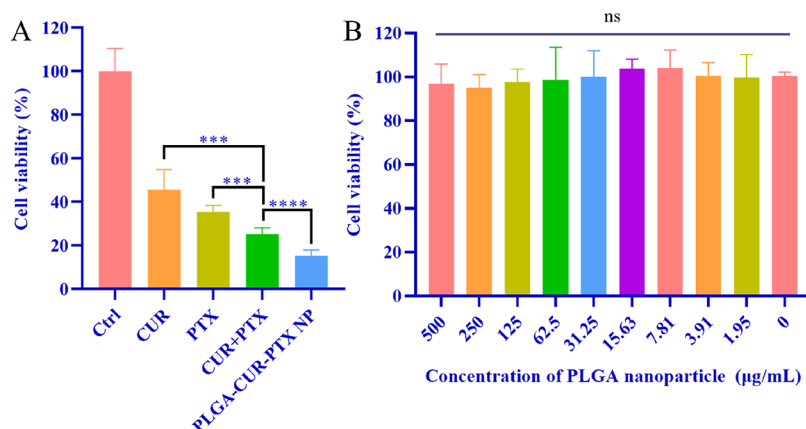 A
Cell viability (%)
120
100
80
60
40
20
0
***
***
****
Ctrl
CUR
PTX
CUR+PTX
PLGA-CUR-PTX NP
B
ns
Cell viability (%)
120
100
80
60
40
20
0
500
250
125
62.5
31.25
15.63
7.81
3.91
1.95
0
Concentration of PLGA nanoparticle (μg/mL)